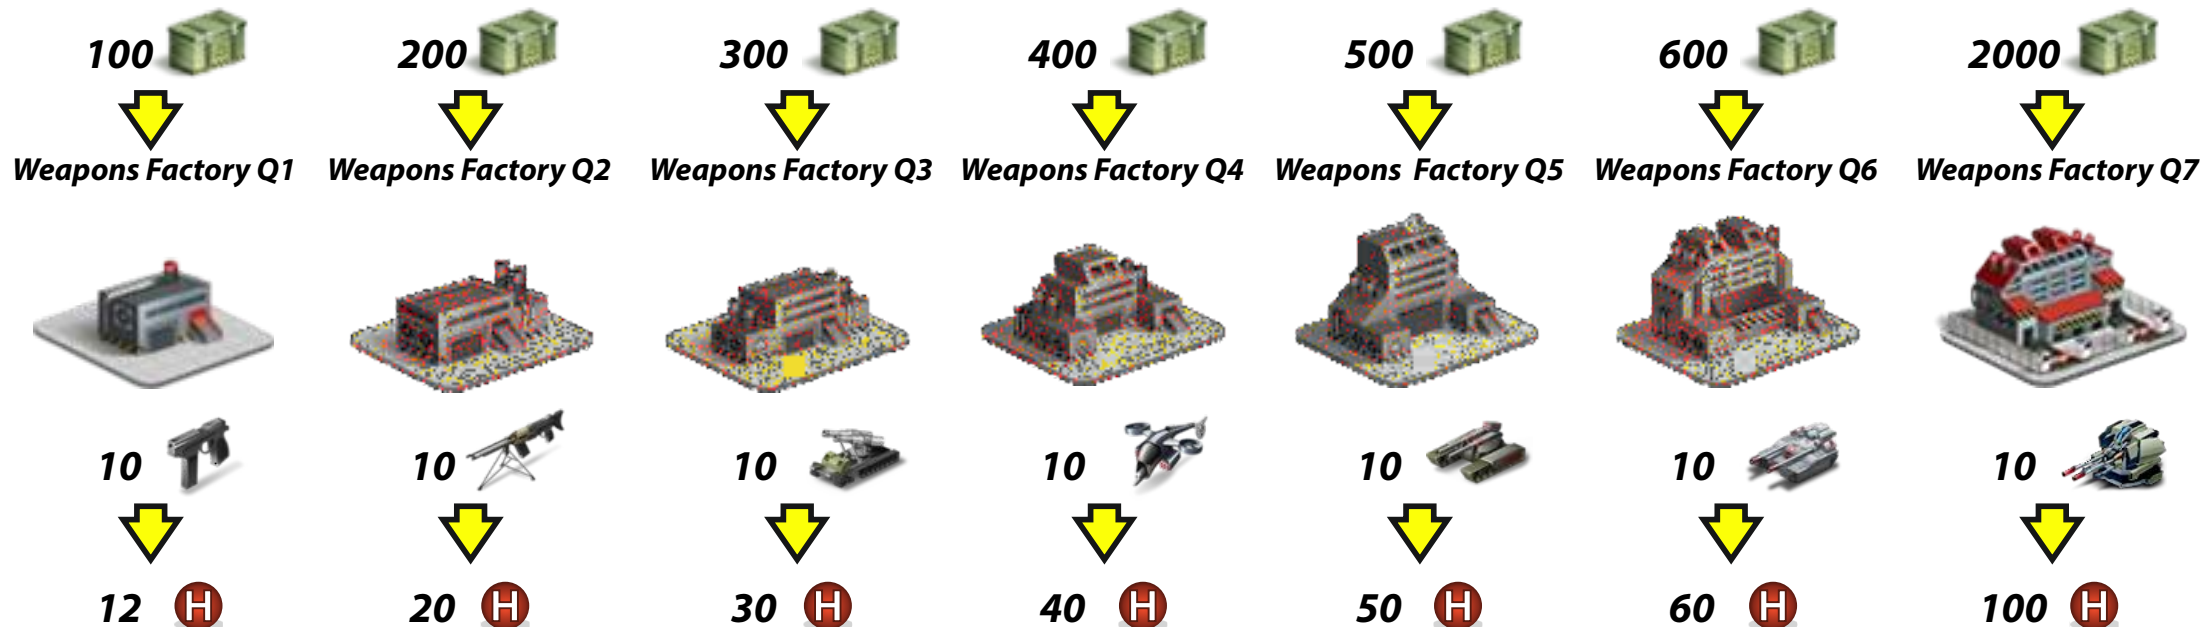 100 200 300 400 500 600 2000
Weapons Factory Q1 Weapons Factory Q2 Weapons Factory Q3 Weapons Factory Q4 Weapons Factory Q5 Weapons Factory Q6 Weapons Factory Q7
10 10 10 10 10 10 10
12 H 20 H 30 H 40 H 50 H 60 H 100 H